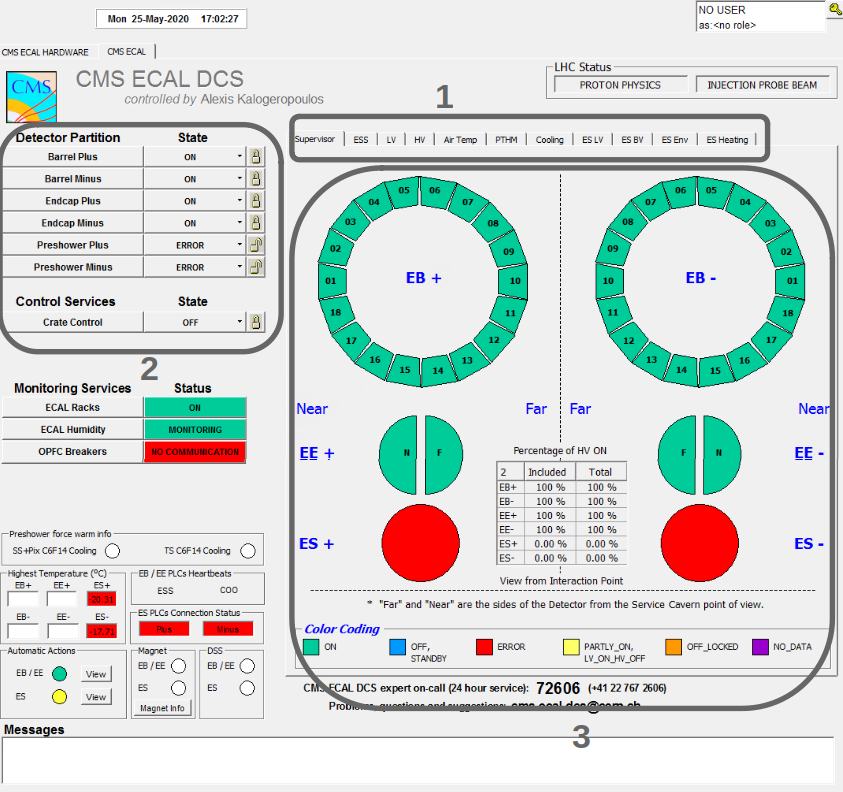 Mon 25-May-2020 17:02:27
NO USER
as:<no role>
CMS ECAL HARDWARE CMS ECAL
CMS
CMS ECAL DCS
controlled by Alexis Kalogeropoulos
LHC Status
PROTON PHYSICS INJECTION PROBE BEAM
1
Supervisor ESS LV HV Air Temp PTHM Cooling ES LV ES BV ES Env ES Heating
Detector Partition State
Barrel Plus ON
Barrel Minus ON
Endcap Plus ON
Endcap Minus ON
Preshower Plus ERROR
Preshower Minus ERROR
Control Services State
Crate Control OFF
2
Monitoring Services Status
ECAL Racks ON
ECAL Humidity MONITORING
OPFC Breakers NO COMMUNICATION
Preshower force warm info
SS+Pix C6F14 Cooling TS C6F14 Cooling
Highest Temperature (ºC)
EB+ EE+ ES+
-20.31
EB- EE- ES-
-17.71
EB / EE PLCs Heartbeats
ESS COO
ES PLCs Connection Status
Plus Minus
Automatic Actions
EB / EE View
ES View
Magnet
EB / EE
ES
Magnet Info
DSS
EB / EE
ES
EB +
01 02 03 04 05 06 07 08 09 10 11 12 13 14 15 16 17 18
EB -
10 09 08 07 06 05 04 03 02 01 18 17 16 15 14 13 12 11
Near Far Far Near
EE + N F F N EE -
ES + ES -
Percentage of HV ON
2 Included Total
EB+ 100 % 100 %
EB- 100 % 100 %
EE+ 100 % 100 %
EE- 100 % 100 %
ES+ 0.00 % 0.00 %
ES- 0.00 % 0.00 %
View from Interaction Point
* "Far" and "Near" are the sides of the Detector from the Service Cavern point of view.
Color Coding
ON
OFF,
STANDBY
ERROR
PARTLY_ON,
LV_ON_HV_OFF
OFF_LOCKED
NO_DATA
CMS ECAL DCS expert on-call (24 hour service): 72606 (+41 22 767 2606)
Problems, questions and suggestions: cms.ecal.dcs@cern.ch
3
Messages